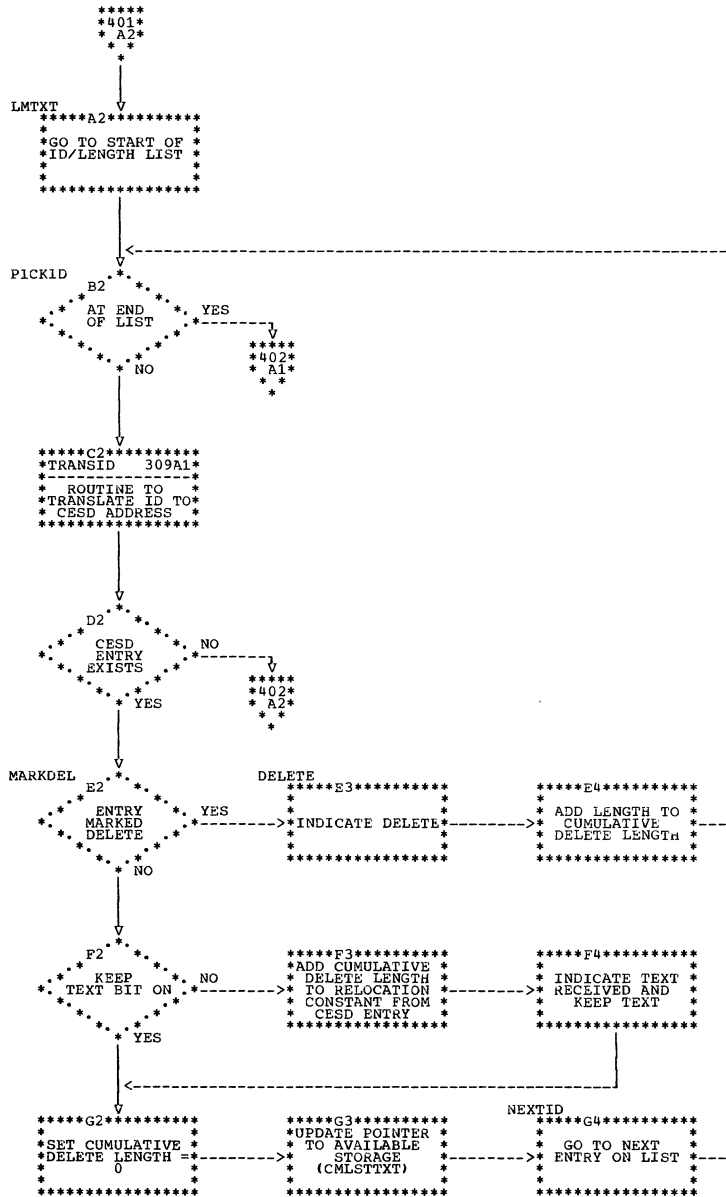 401
A2
LMTXT
A2
GO TO START OF
ID/LENGTH LIST
PICKID
B2
AT END
OF LIST
YES
402
A1
NO
C2
TRANSID 309A1
ROUTINE TO
TRANSLATE ID TO
CESD ADDRESS
D2
CESD
ENTRY
EXISTS
NO
402
A2
YES
MARKDEL
E2
ENTRY
MARKED
DELETE
YES
NO
DELETE
E3
INDICATE DELETE
E4
ADD LENGTH TO
CUMULATIVE
DELETE LENGTH
F2
KEEP
TEXT BIT ON
NO
YES
F3
ADD CUMULATIVE
DELETE LENGTH
TO RELOCATION
CONSTANT FROM
CESD ENTRY
F4
INDICATE TEXT
RECEIVED AND
KEEP TEXT
G2
SET CUMULATIVE
DELETE LENGTH =
0
G3
UPDATE POINTER
TO AVAILABLE
STORAGE
(CMLSTTXT)
NEXTID
G4
GO TO NEXT
ENTRY ON LIST